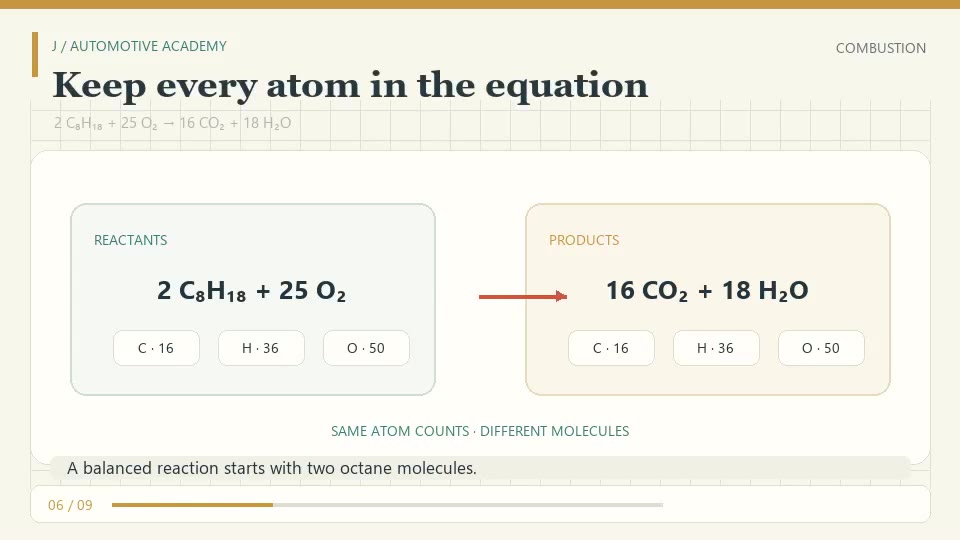 J / AUTOMOTIVE ACADEMY
COMBUSTION
Keep every atom in the equation
2 C₈H₁₈ + 25 O₂ → 16 CO₂ + 18 H₂O
REACTANTS
2 C₈H₁₈ + 25 O₂
C · 16
H · 36
O · 50
PRODUCTS
16 CO₂ + 18 H₂O
C · 16
H · 36
O · 50
SAME ATOM COUNTS · DIFFERENT MOLECULES
A balanced reaction starts with two octane molecules.
06 / 09